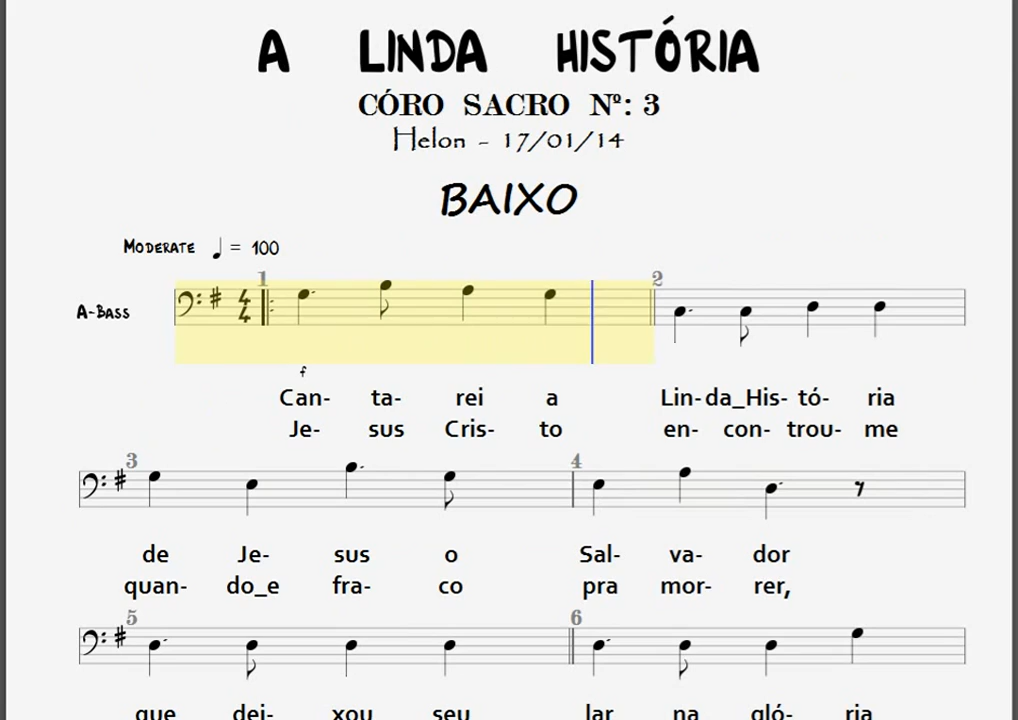 A LINDA HISTÓRIA
CÓRO SACRO Nº: 3
Helon - 17/01/14
BAIXO
MODERATE ♩ = 100
1 2
A-BASS
f
Can- ta- rei a Lin- da_His- tó- ria
Je- sus Cris- to en- con- trou- me
3 4
de Je- sus o Sal- va- dor
quan- do_e fra- co pra mor- rer,
5 6
que dei- xou seu lar na gló- ria